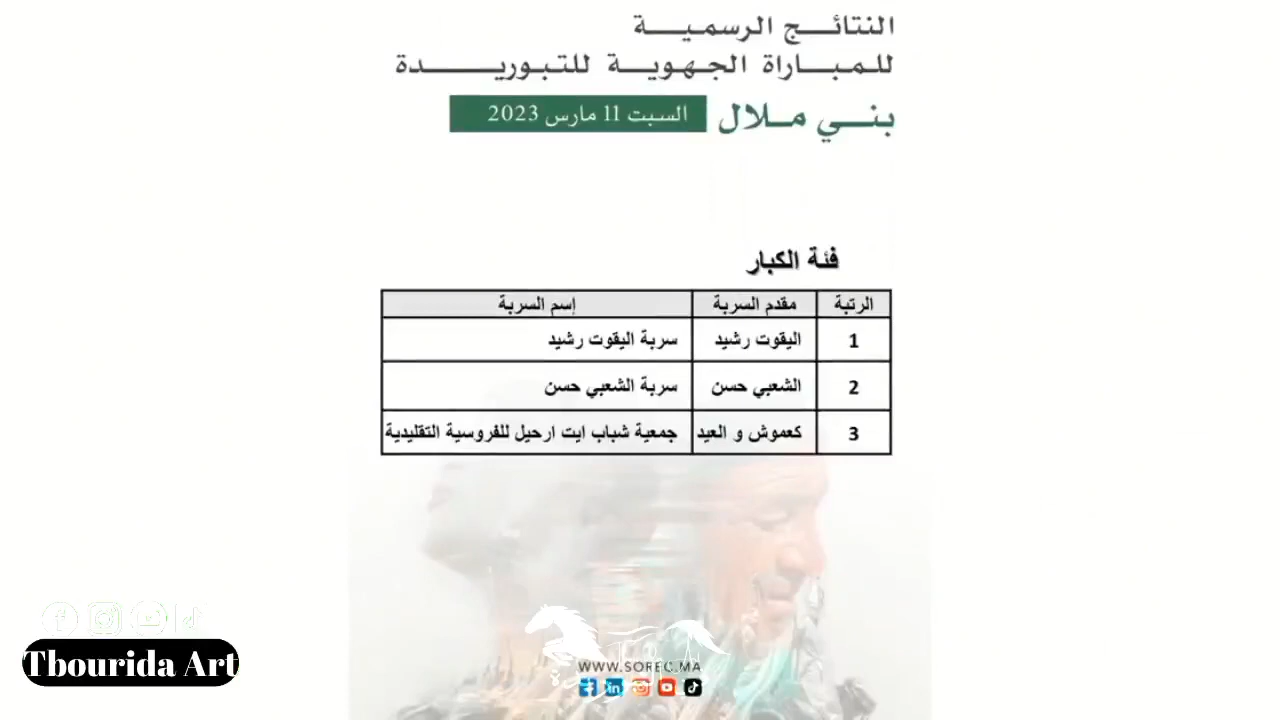 النتائج الرسمية
للمباراة الجهوية للتبوريدة
بني ملال السبت 11 مارس 2023
فئة الكبار
الرتبة مقدم السربة إسم السربة
1 اليقوت رشيد سربة اليقوت رشيد
2 الشعبي حسن سربة الشعبي حسن
3 كعموش و العيد جمعية شباب ايت ارحيل للفروسية التقليدية
WWW.SOREC.MA
Tbourida Art